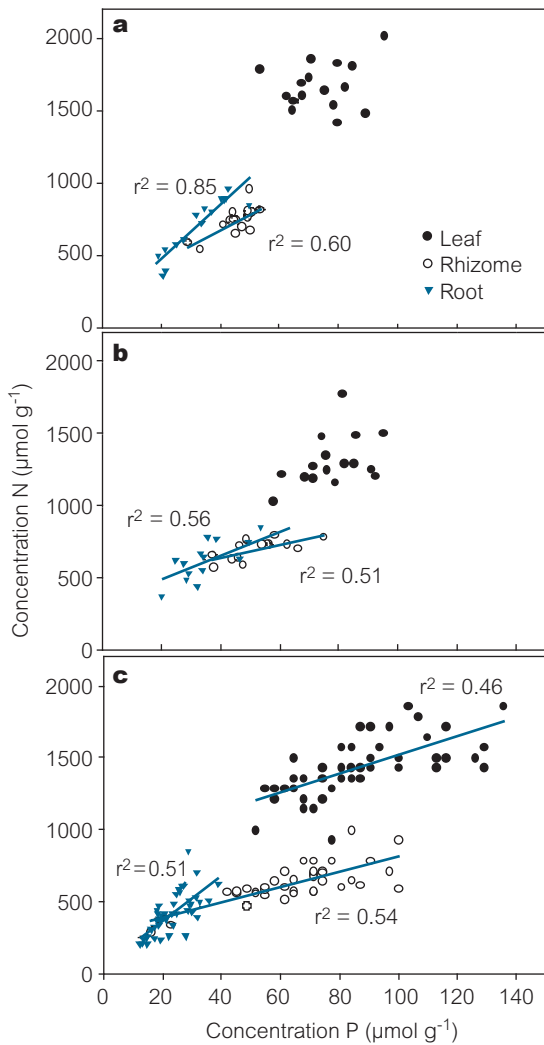 a
2000
1500
1000
500
0
r² = 0.85
r² = 0.60
Leaf
Rhizome
Root
b
2000
1500
1000
500
0
r² = 0.56
r² = 0.51
Concentration N (µmol g⁻¹)
c
2000
1500
1000
500
0
r² = 0.46
r² = 0.51
r² = 0.54
0 20 40 60 80 100 120 140
Concentration P (µmol g⁻¹)